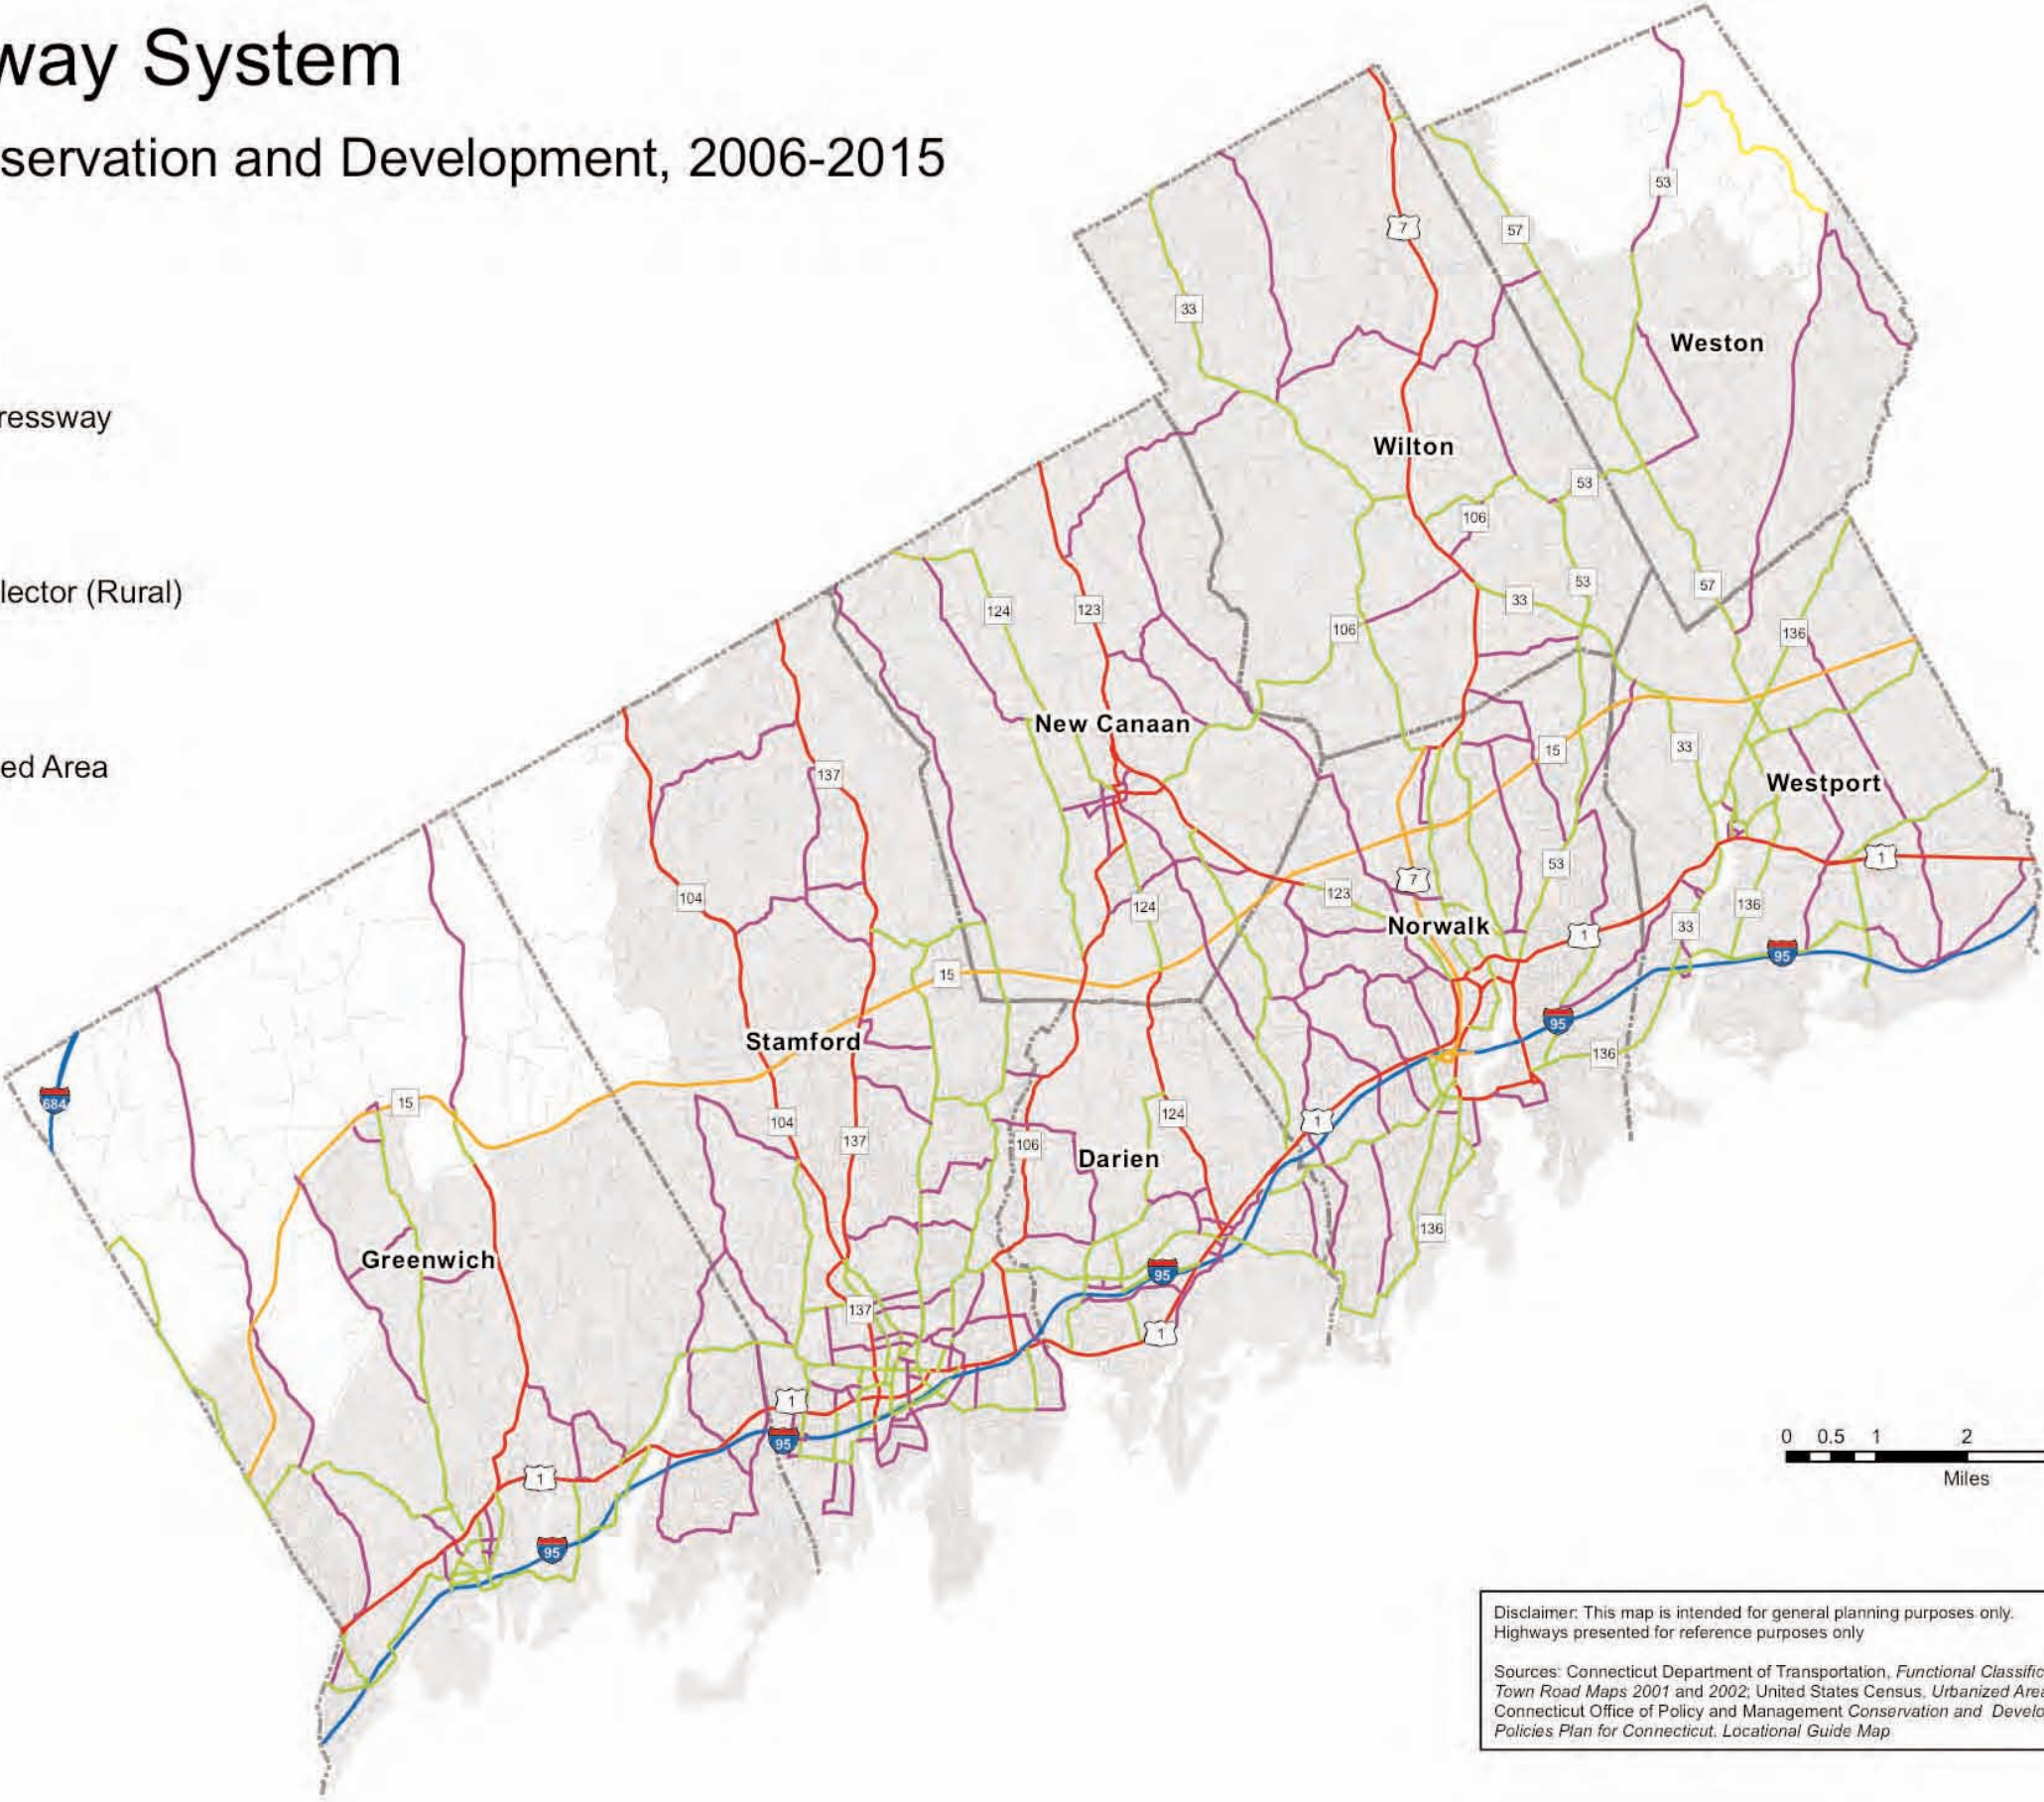 way System
servation and Development, 2006-2015
ressway
lector (Rural)
ed Area
7
53
57
33
Weston
Wilton
53
106
53
57
33
124
123
106
136
New Canaan
15
33
137
Westport
1
53
7
123
104
124
136
Norwalk
33
1
95
15
95
Stamford
136
684
15
124
1
104
137
106
Darien
136
Greenwich
95
137
1
1
95
1
95
0 0.5 1 2
Miles
Disclaimer: This map is intended for general planning purposes only.
Highways presented for reference purposes only
Sources: Connecticut Department of Transportation, Functional Classific
Town Road Maps 2001 and 2002; United States Census, Urbanized Area
Connecticut Office of Policy and Management Conservation and Develo
Policies Plan for Connecticut. Locational Guide Map